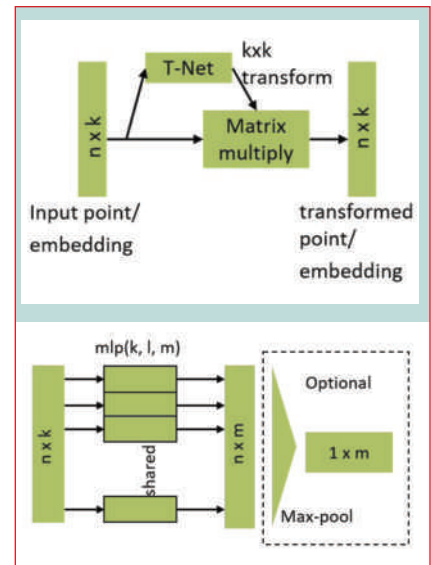 n x k
T-Net
kxk
transform
Matrix
multiply
n x k
Input point/
embedding
transformed
point/
embedding
mlp(k, l, m)
n x k
shared
n x m
Optional
1 x m
Max-pool